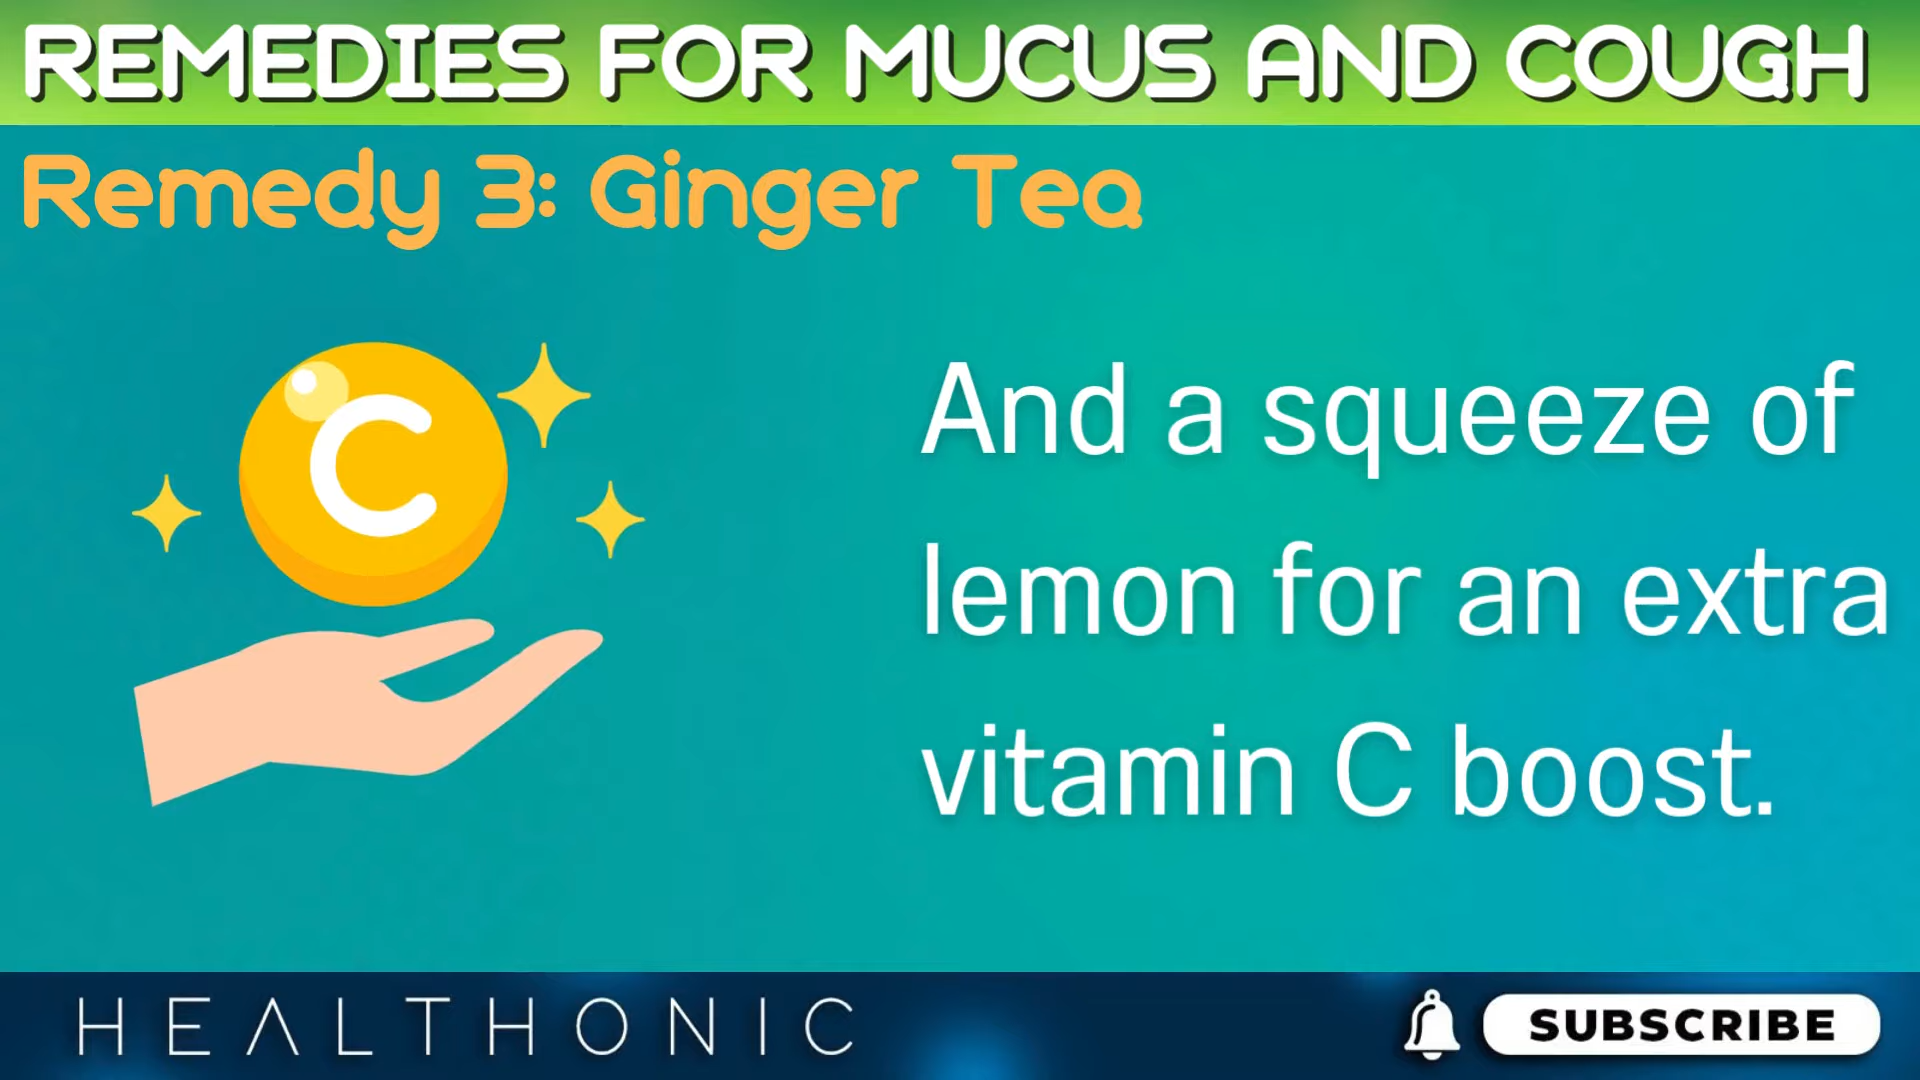 REMEDIES FOR MUCUS AND COUGH
Remedy 3: Ginger Tea
C
And a squeeze of
lemon for an extra
vitamin C boost.
HEALTHONIC
SUBSCRIBE